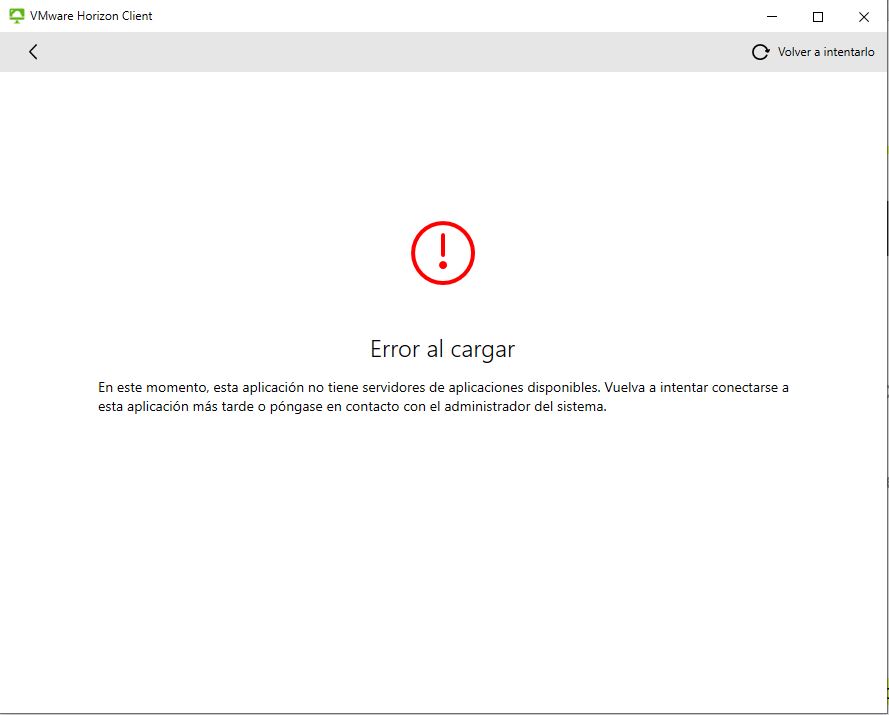 VMware Horizon Client
Volver a intentarlo
Error al cargar
En este momento, esta aplicación no tiene servidores de aplicaciones disponibles. Vuelva a intentar conectarse a
esta aplicación más tarde o póngase en contacto con el administrador del sistema.